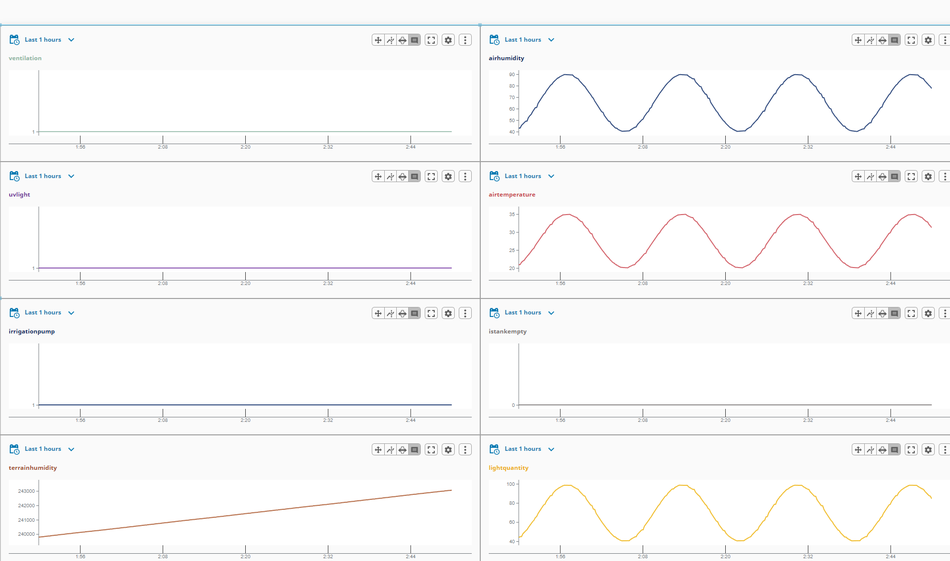 Last 1 hours
ventilation
1
1:56 2:08 2:20 2:32 2:44
Last 1 hours
airhumidity
90
80
70
60
50
40
1:56 2:08 2:20 2:32 2:44
Last 1 hours
uvlight
1
1:56 2:08 2:20 2:32 2:44
Last 1 hours
airtemperature
35
30
25
20
1:56 2:08 2:20 2:32 2:44
Last 1 hours
irrigationpump
1
1:56 2:08 2:20 2:32 2:44
Last 1 hours
istankempty
0
1:56 2:08 2:20 2:32 2:44
Last 1 hours
terrainhumidity
243000
242000
241000
240000
1:56 2:08 2:20 2:32 2:44
Last 1 hours
lightquantity
100
80
60
40
1:56 2:08 2:20 2:32 2:44